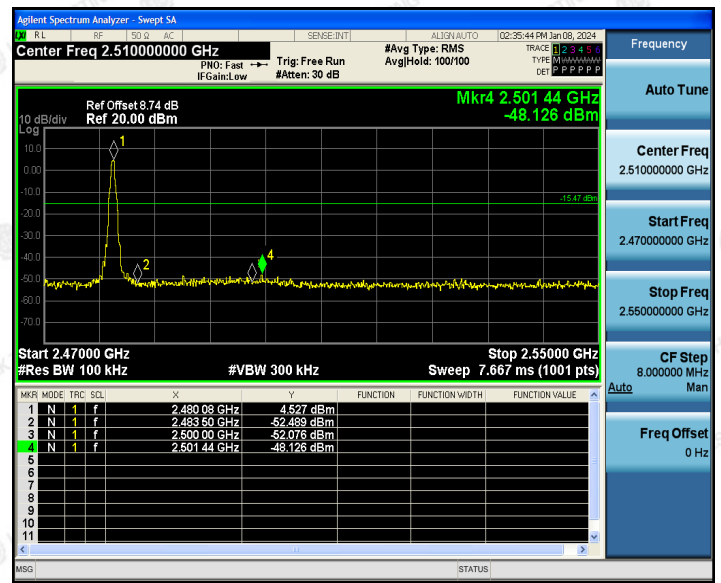 Agilent Spectrum Analyzer - Swept SA
LXI RL RF 50 Ω AC SENSE:INT ALIGN AUTO 02:35:44 PM Jan 08, 2024
Center Freq 2.510000000 GHz
PNO: Fast
IFGain:Low
Trig: Free Run
#Atten: 30 dB
#Avg Type: RMS
Avg|Hold: 100/100
TRACE 1 2 3 4 5 6
TYPE M
DET P P P P P P
Ref Offset 8.74 dB
10 dB/div Ref 20.00 dBm
Log
Mkr4 2.501 44 GHz
-48.126 dBm
10.0
0.00
-10.0
-20.0
-30.0
-40.0
-50.0
-60.0
-70.0
1
2
4
-15.47 dBm
Start 2.47000 GHz Stop 2.55000 GHz
#Res BW 100 kHz #VBW 300 kHz Sweep 7.667 ms (1001 pts)
MKR MODE TRC SCL X Y FUNCTION FUNCTION WIDTH FUNCTION VALUE
1 N 1 f 2.480 08 GHz 4.527 dBm
2 N 1 f 2.483 50 GHz -52.489 dBm
3 N 1 f 2.500 00 GHz -52.076 dBm
4 N 1 f 2.501 44 GHz -48.126 dBm
5
6
7
8
9
10
11
MSG STATUS
Frequency
Auto Tune
Center Freq
2.510000000 GHz
Start Freq
2.470000000 GHz
Stop Freq
2.550000000 GHz
CF Step
8.000000 MHz
Auto Man
Freq Offset
0 Hz